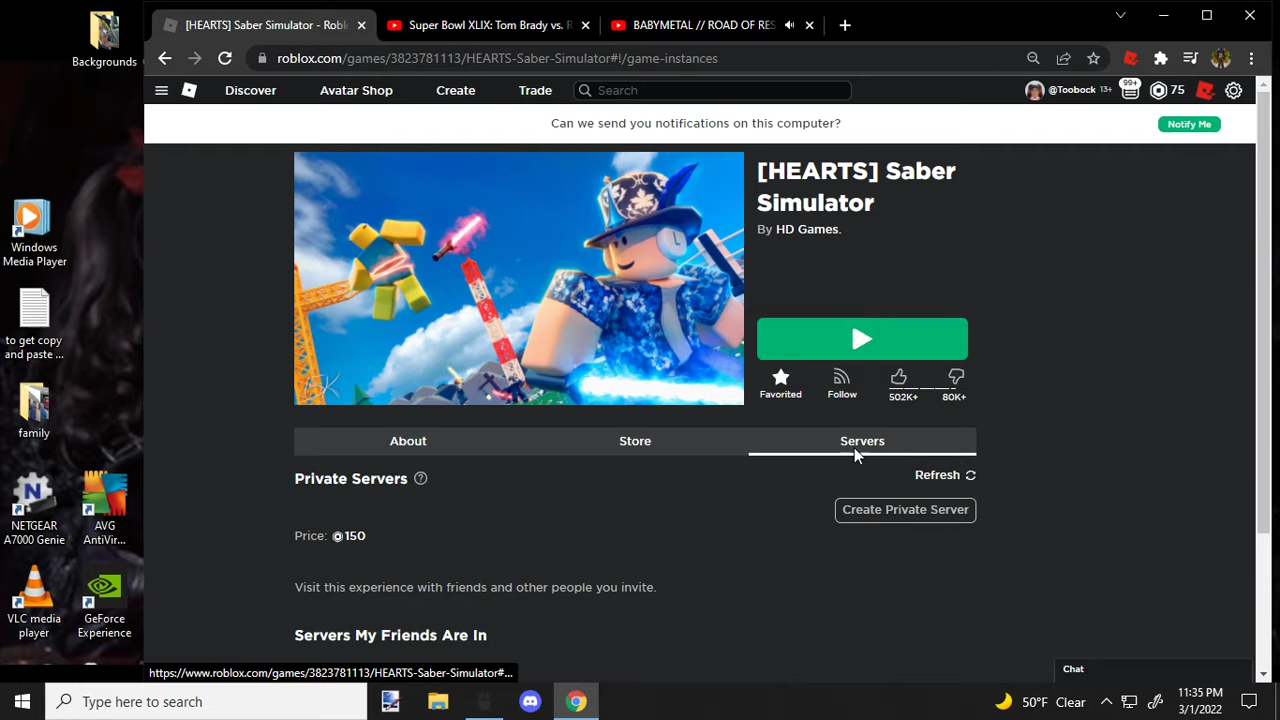 Backgrounds
Windows
Media Player
to get copy
and paste ...
family
NETGEAR
A7000 Genie
AVG
AntiVir...
VLC media
player
GeForce
Experience
[HEARTS] Saber Simulator - Robl
Super Bowl XLIX: Tom Brady vs. R
BABYMETAL // ROAD OF RES
roblox.com/games/3823781113/HEARTS-Saber-Simulator#!/game-instances
Discover
Avatar Shop
Create
Trade
Search
@Toobock 13+
99+
75
Can we send you notifications on this computer?
Notify Me
[HEARTS] Saber
Simulator
By HD Games.
Favorited
Follow
502K+
80K+
About
Store
Servers
Private Servers
Refresh
Create Private Server
Price: 150
Visit this experience with friends and other people you invite.
Servers My Friends Are In
https://www.roblox.com/games/3823781113/HEARTS-Saber-Simulator#...
Chat
Type here to search
50°F Clear
11:35 PM
3/1/2022